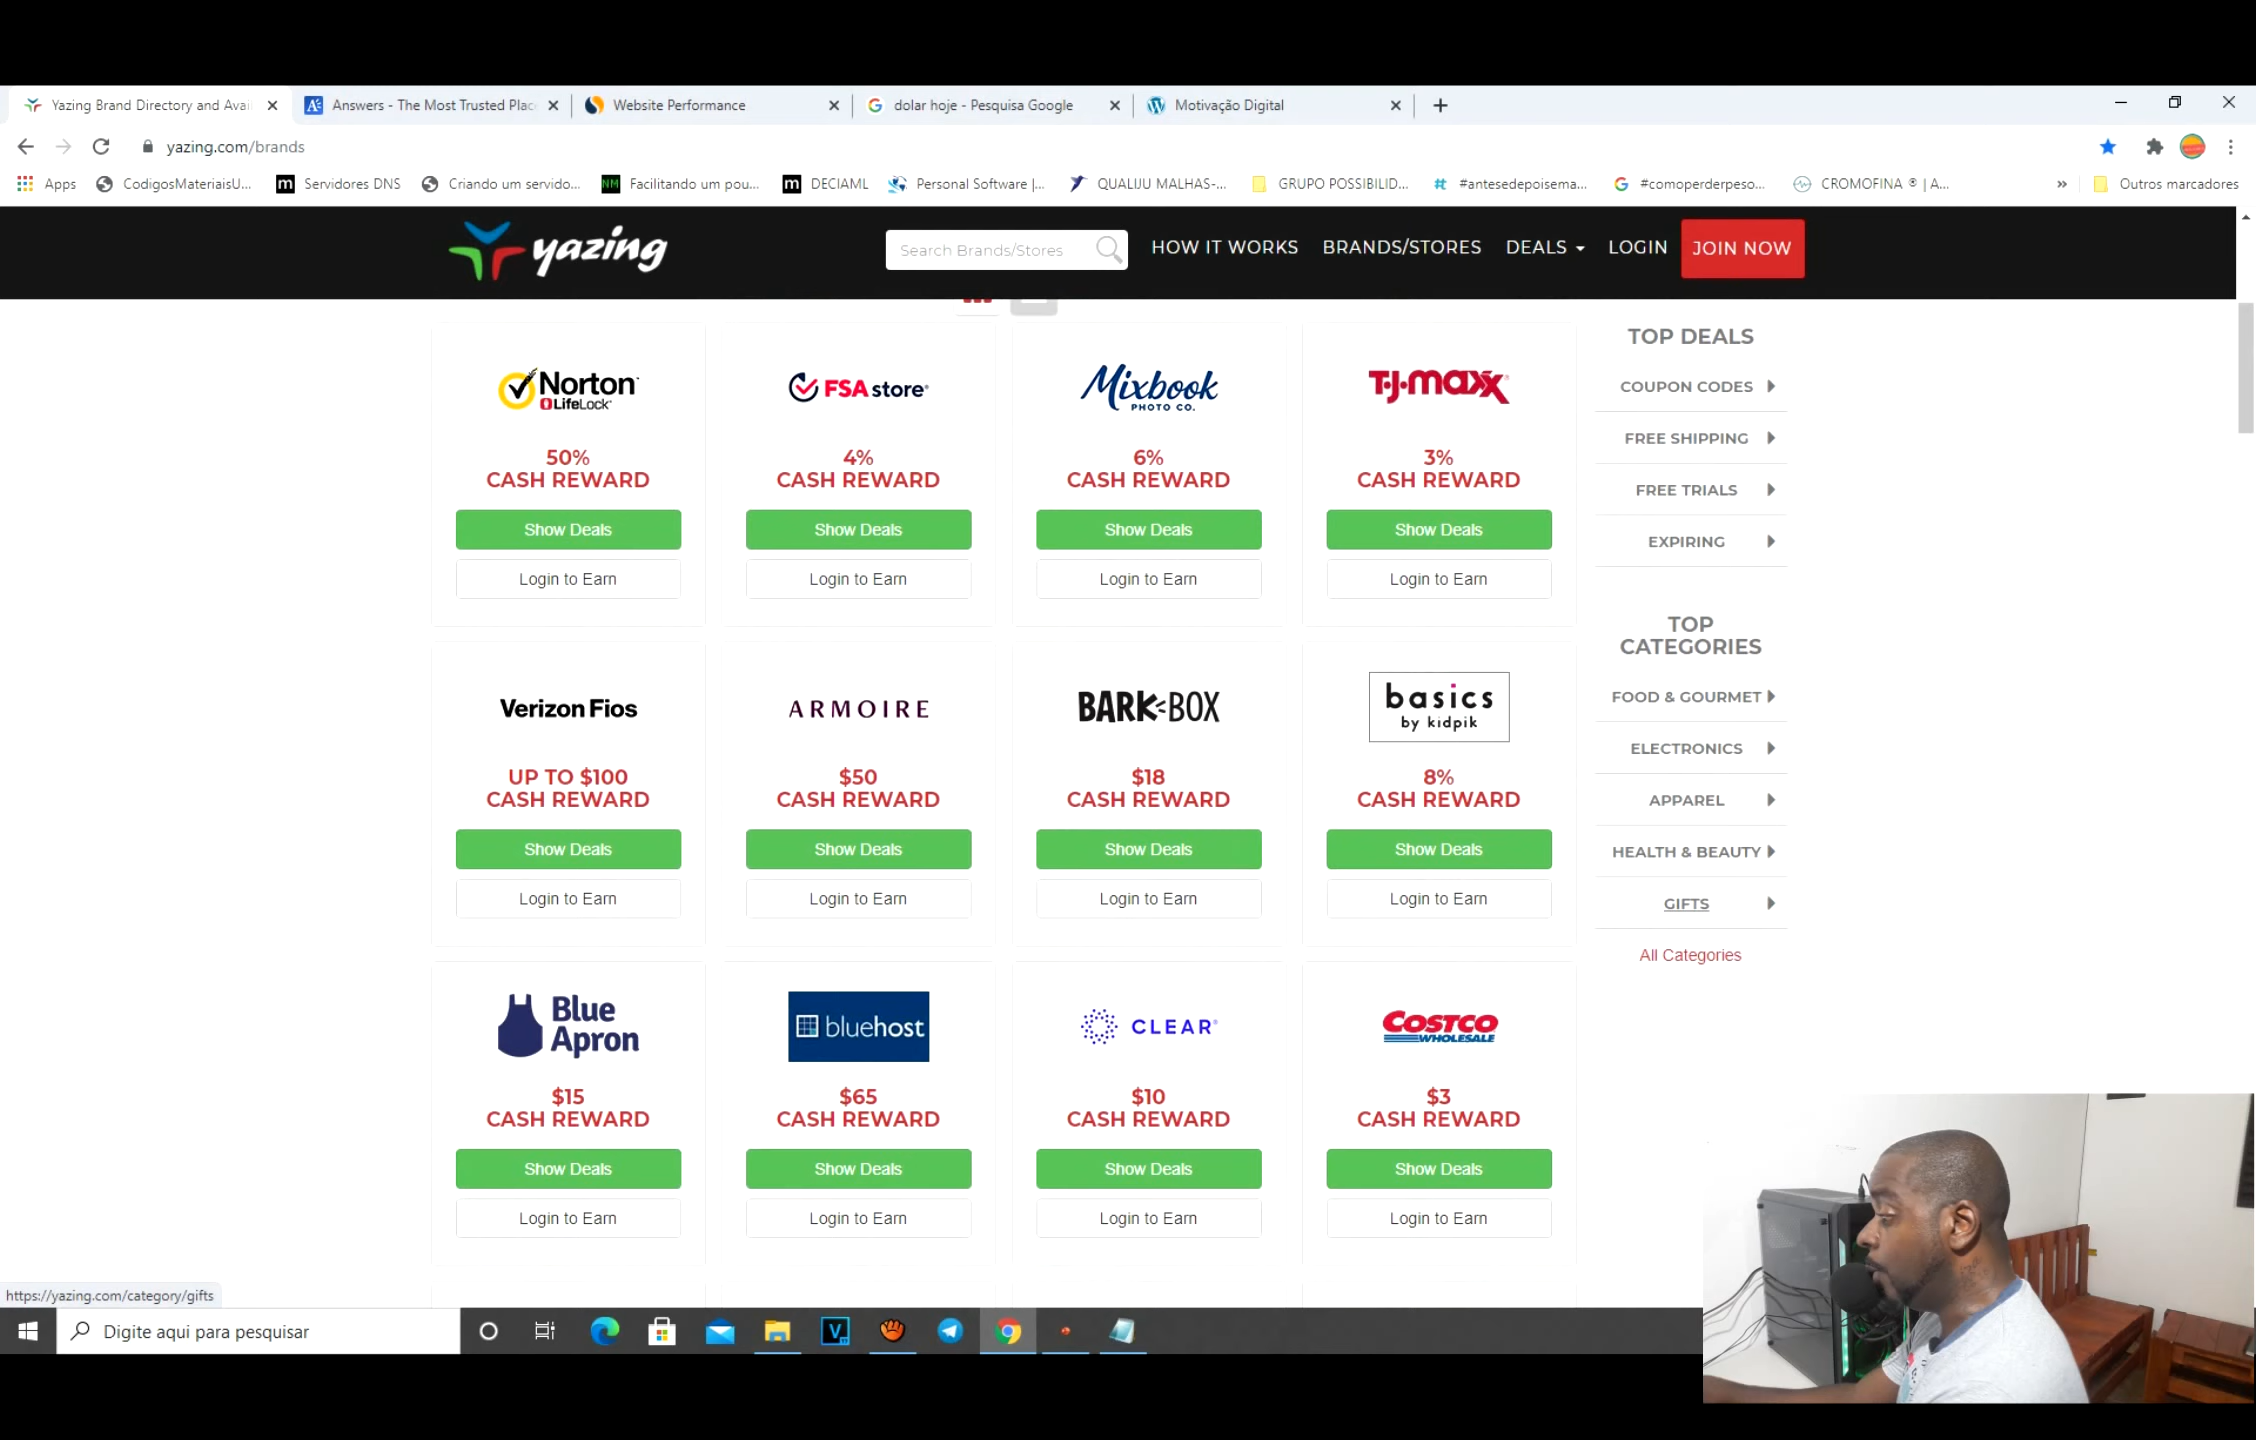 Yazing Brand Directory and Avai
Answers - The Most Trusted Plac
Website Performance
dolar hoje - Pesquisa Google
Motivação Digital
yazing.com/brands
Apps
CodigosMateriaisU...
Servidores DNS
Criando um servido...
Facilitando um pou...
DECIAML
Personal Software |...
QUALIJU MALHAS-...
GRUPO POSSIBILID...
#antesedepoisema...
#comoperderpeso...
CROMOFINA ® | A...
»
Outros marcadores
yazing
Search Brands/Stores
HOW IT WORKS
BRANDS/STORES
DEALS
LOGIN
JOIN NOW
Norton
LifeLock
50%
CASH REWARD
Show Deals
Login to Earn
FSA store
4%
CASH REWARD
Show Deals
Login to Earn
Mixbook
PHOTO CO.
6%
CASH REWARD
Show Deals
Login to Earn
T·J·maxx
3%
CASH REWARD
Show Deals
Login to Earn
Verizon Fios
UP TO $100
CASH REWARD
Show Deals
Login to Earn
ARMOIRE
$50
CASH REWARD
Show Deals
Login to Earn
BARK BOX
$18
CASH REWARD
Show Deals
Login to Earn
basics
by kidpik
8%
CASH REWARD
Show Deals
Login to Earn
Blue
Apron
$15
CASH REWARD
Show Deals
Login to Earn
bluehost
$65
CASH REWARD
Show Deals
Login to Earn
CLEAR
$10
CASH REWARD
Show Deals
Login to Earn
COSTCO
WHOLESALE
$3
CASH REWARD
Show Deals
Login to Earn
TOP DEALS
COUPON CODES
FREE SHIPPING
FREE TRIALS
EXPIRING
TOP
CATEGORIES
FOOD & GOURMET
ELECTRONICS
APPAREL
HEALTH & BEAUTY
GIFTS
All Categories
https://yazing.com/category/gifts
Digite aqui para pesquisar